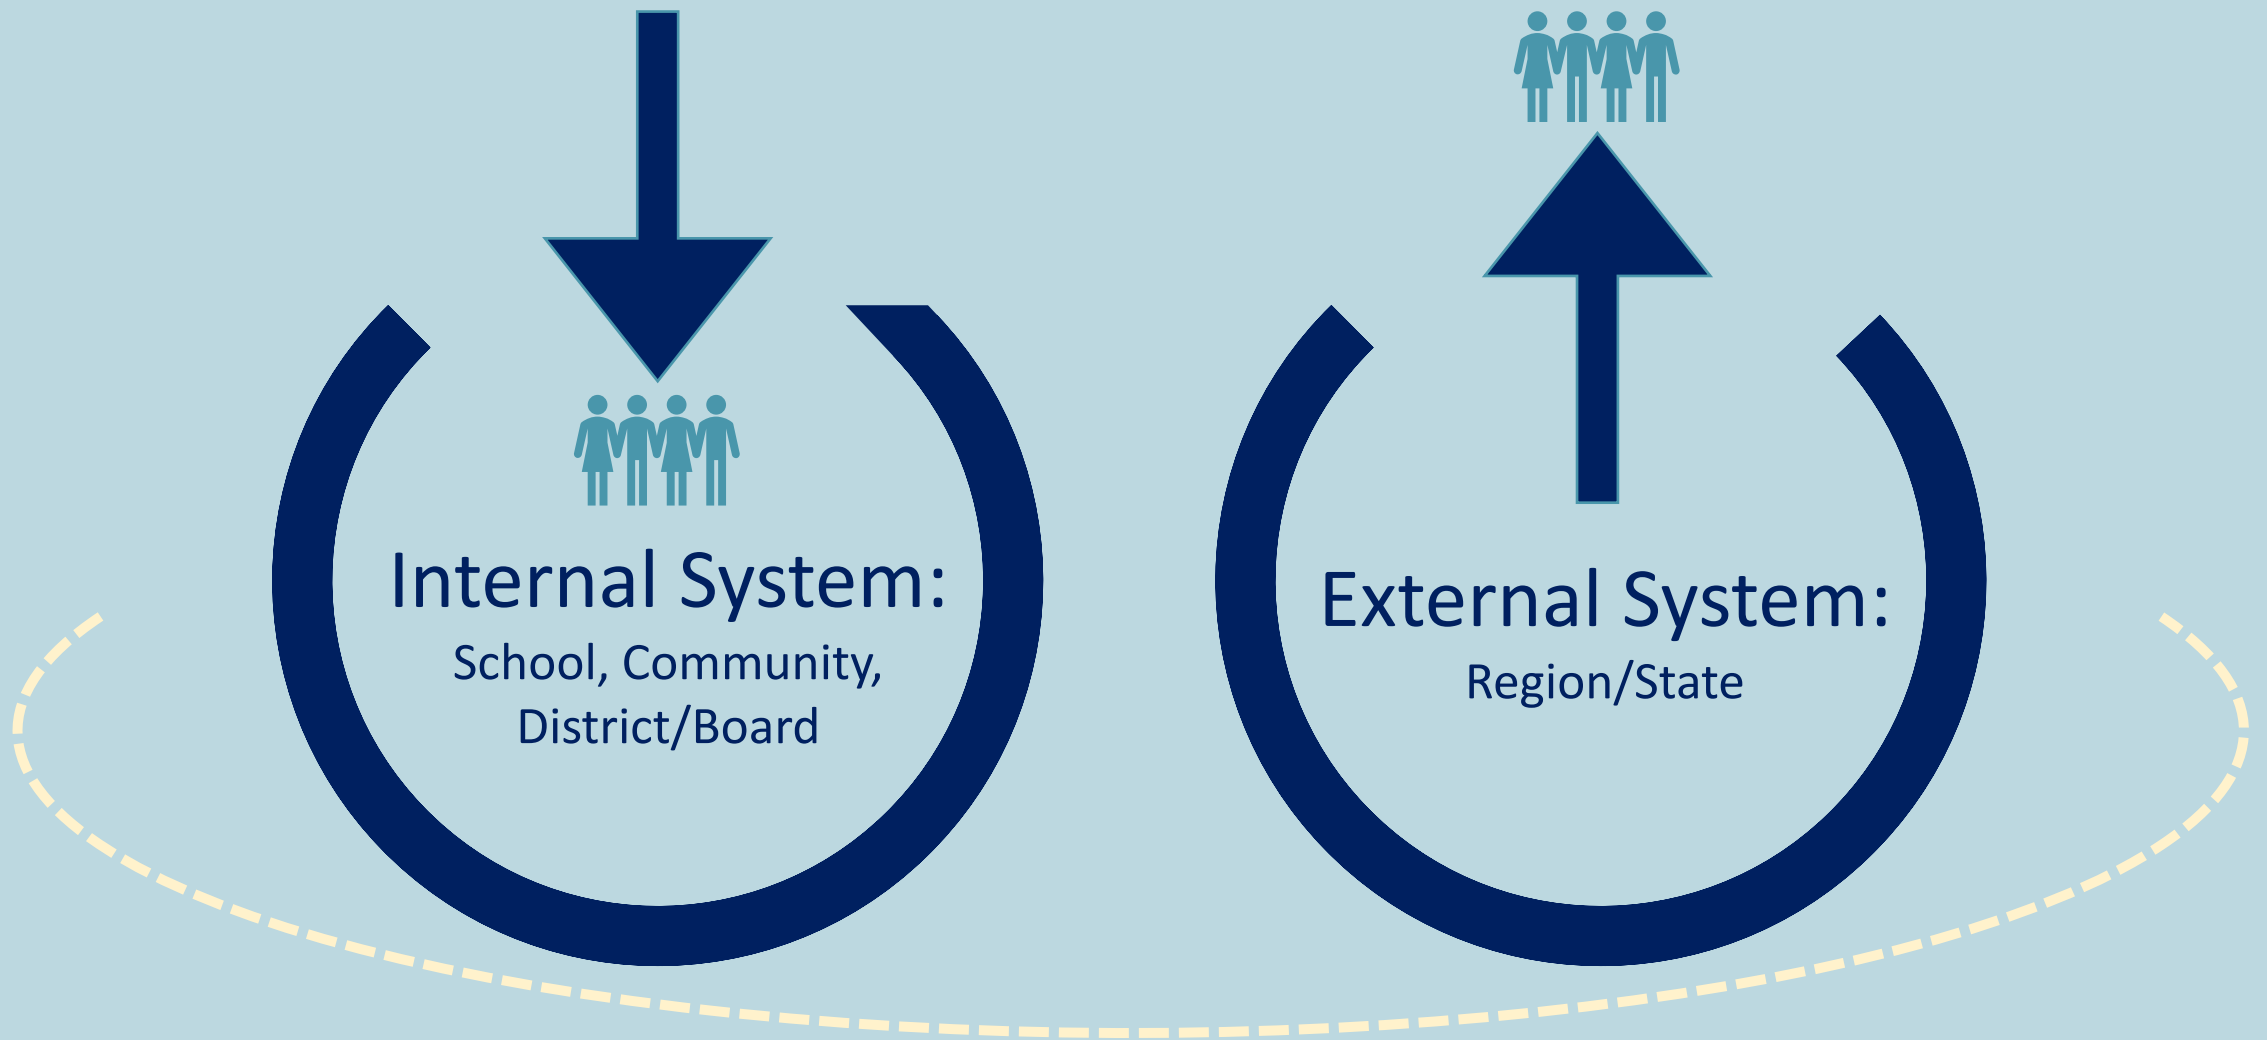 Internal System:
School, Community,
District/Board
External System:
Region/State